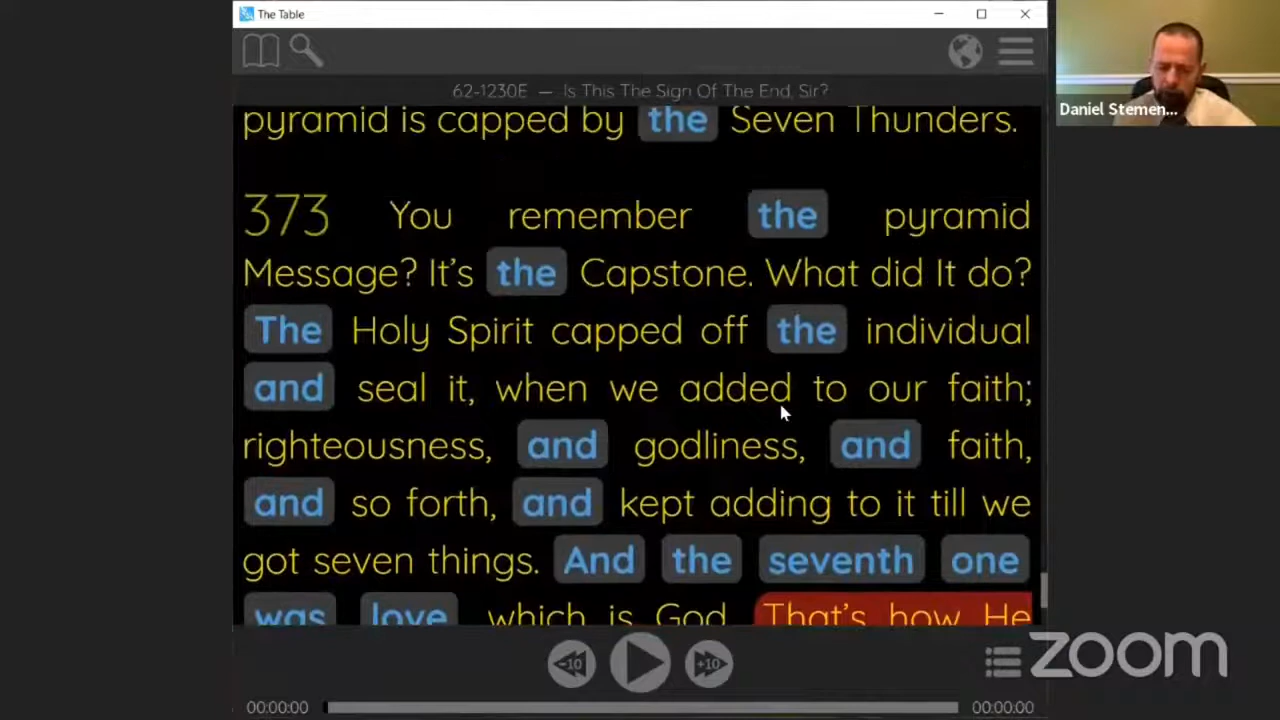 The Table
62-1230E — Is This The Sign Of The End, Sir?
Daniel Stemen...
pyramid is capped by the Seven Thunders.
373 You remember the pyramid
Message? It’s the Capstone. What did It do?
The Holy Spirit capped off the individual
and seal it, when we added to our faith;
righteousness, and godliness, and faith,
and so forth, and kept adding to it till we
got seven things. And the seventh one
was love which is God. That’s how He
-10
+10
zoom
00:00:00
00:00:00